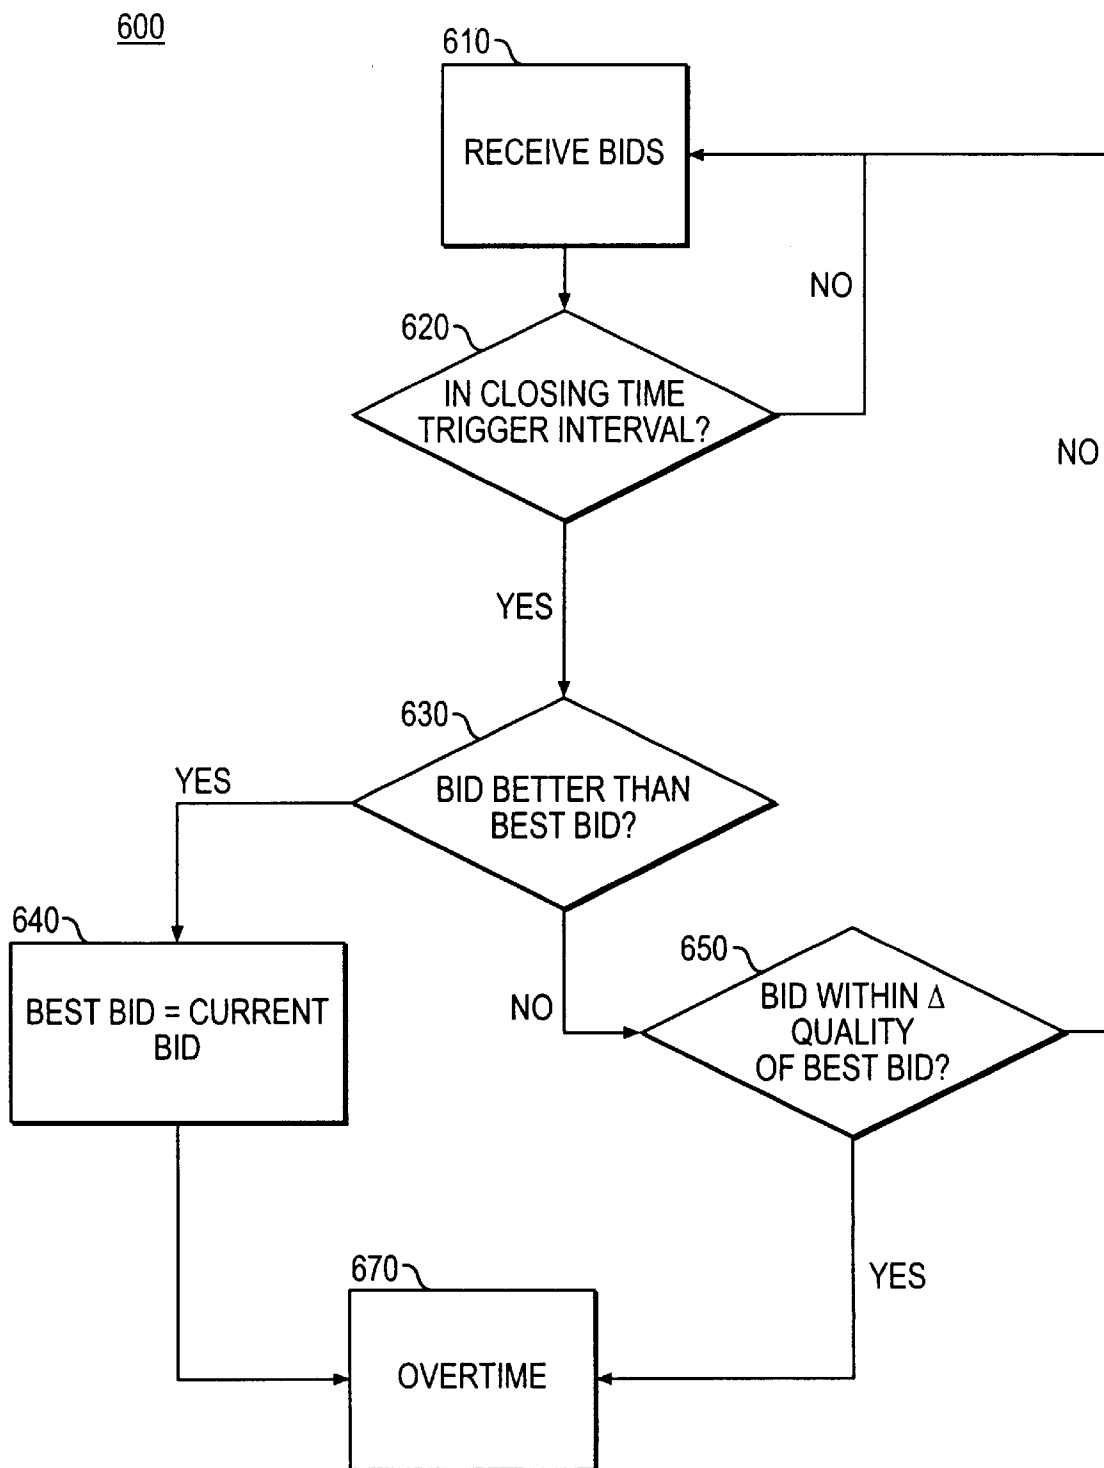 600
610
RECEIVE BIDS
NO
620
IN CLOSING TIME
TRIGGER INTERVAL?
NO
YES
630
YES
BID BETTER THAN
BEST BID?
640
650
BEST BID = CURRENT
BID
NO
BID WITHIN Δ
QUALITY
OF BEST BID?
670
YES
OVERTIME